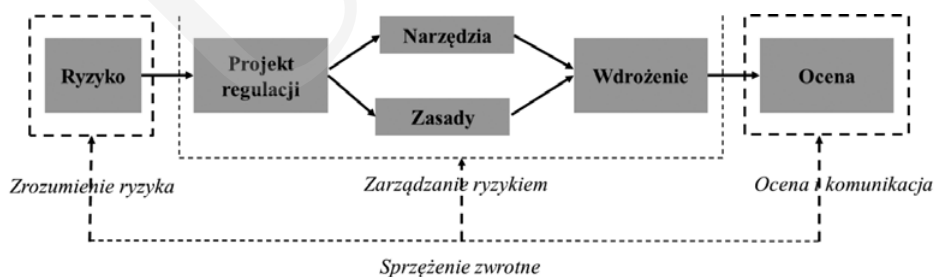 Ryzyko
Projekt
regulacji
Narzędzia
Zasady
Wdrożenie
Ocena
Zrozumienie ryzyka
Zarządzanie ryzykiem
Ocena i komunikacja
Sprzężenie zwrotne